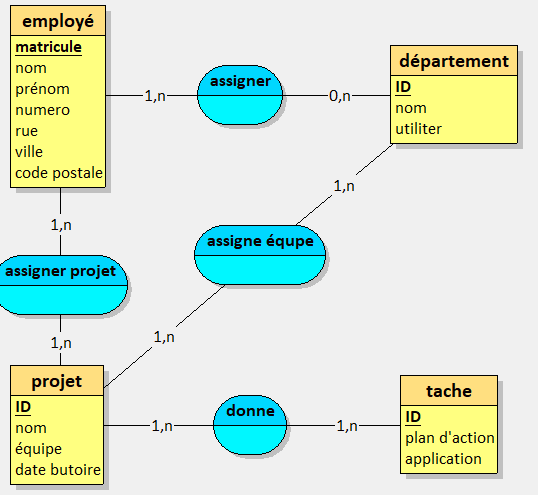 employé
matricule
nom
prénom
numero
rue
ville
code postale
1,n
assigner
0,n
département
ID
nom
utiliter
1,n
1,n
assigne équpe
assigner projet
1,n
1,n
projet
ID
nom
équipe
date butoire
1,n
donne
1,n
tache
ID
plan d'action
application